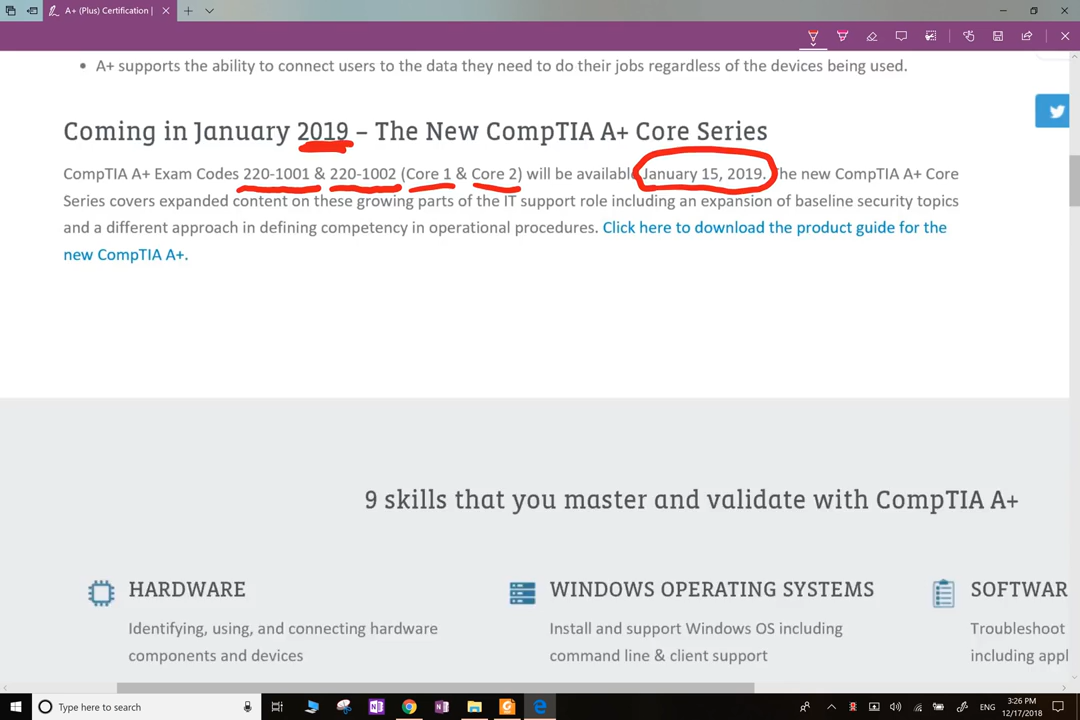 A+ (Plus) Certification |
• A+ supports the ability to connect users to the data they need to do their jobs regardless of the devices being used.
Coming in January 2019 – The New CompTIA A+ Core Series
CompTIA A+ Exam Codes 220-1001 & 220-1002 (Core 1 & Core 2) will be available January 15, 2019. The new CompTIA A+ Core
Series covers expanded content on these growing parts of the IT support role including an expansion of baseline security topics
and a different approach in defining competency in operational procedures. Click here to download the product guide for the
new CompTIA A+.
9 skills that you master and validate with CompTIA A+
HARDWARE
Identifying, using, and connecting hardware
components and devices
WINDOWS OPERATING SYSTEMS
Install and support Windows OS including
command line & client support
SOFTWAR
Troubleshoot
including appl
Type here to search
ENG
3:26 PM
12/17/2018